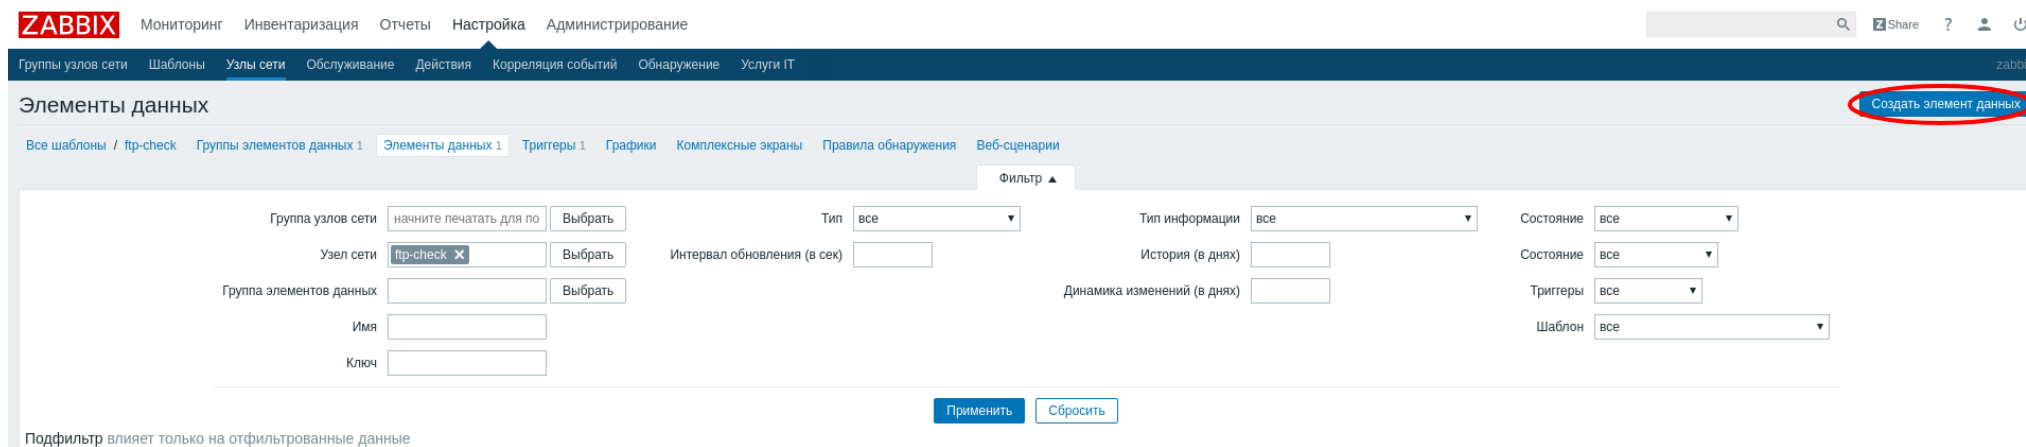 ZABBIX Мониторинг Инвентаризация Отчеты Настройка Администрирование Z Share ?
Группы узлов сети Шаблоны Узлы сети Обслуживание Действия Корреляция событий Обнаружение Услуги IT
Элементы данных Создать элемент данных
Все шаблоны / ftp-check Группы элементов данных 1 Элементы данных 1 Триггеры 1 Графики Комплексные экраны Правила обнаружения Веб-сценарии
Фильтр ▲
Группа узлов сети начните печатать для по Выбрать Тип все Тип информации все Состояние все
Узел сети ftp-check Выбрать Интервал обновления (в сек) История (в днях) Состояние все
Группа элементов данных Выбрать Динамика изменений (в днях) Триггеры все
Имя Шаблон все
Ключ
Применить Сбросить
Подфильтр влияет только на отфильтрованные данные